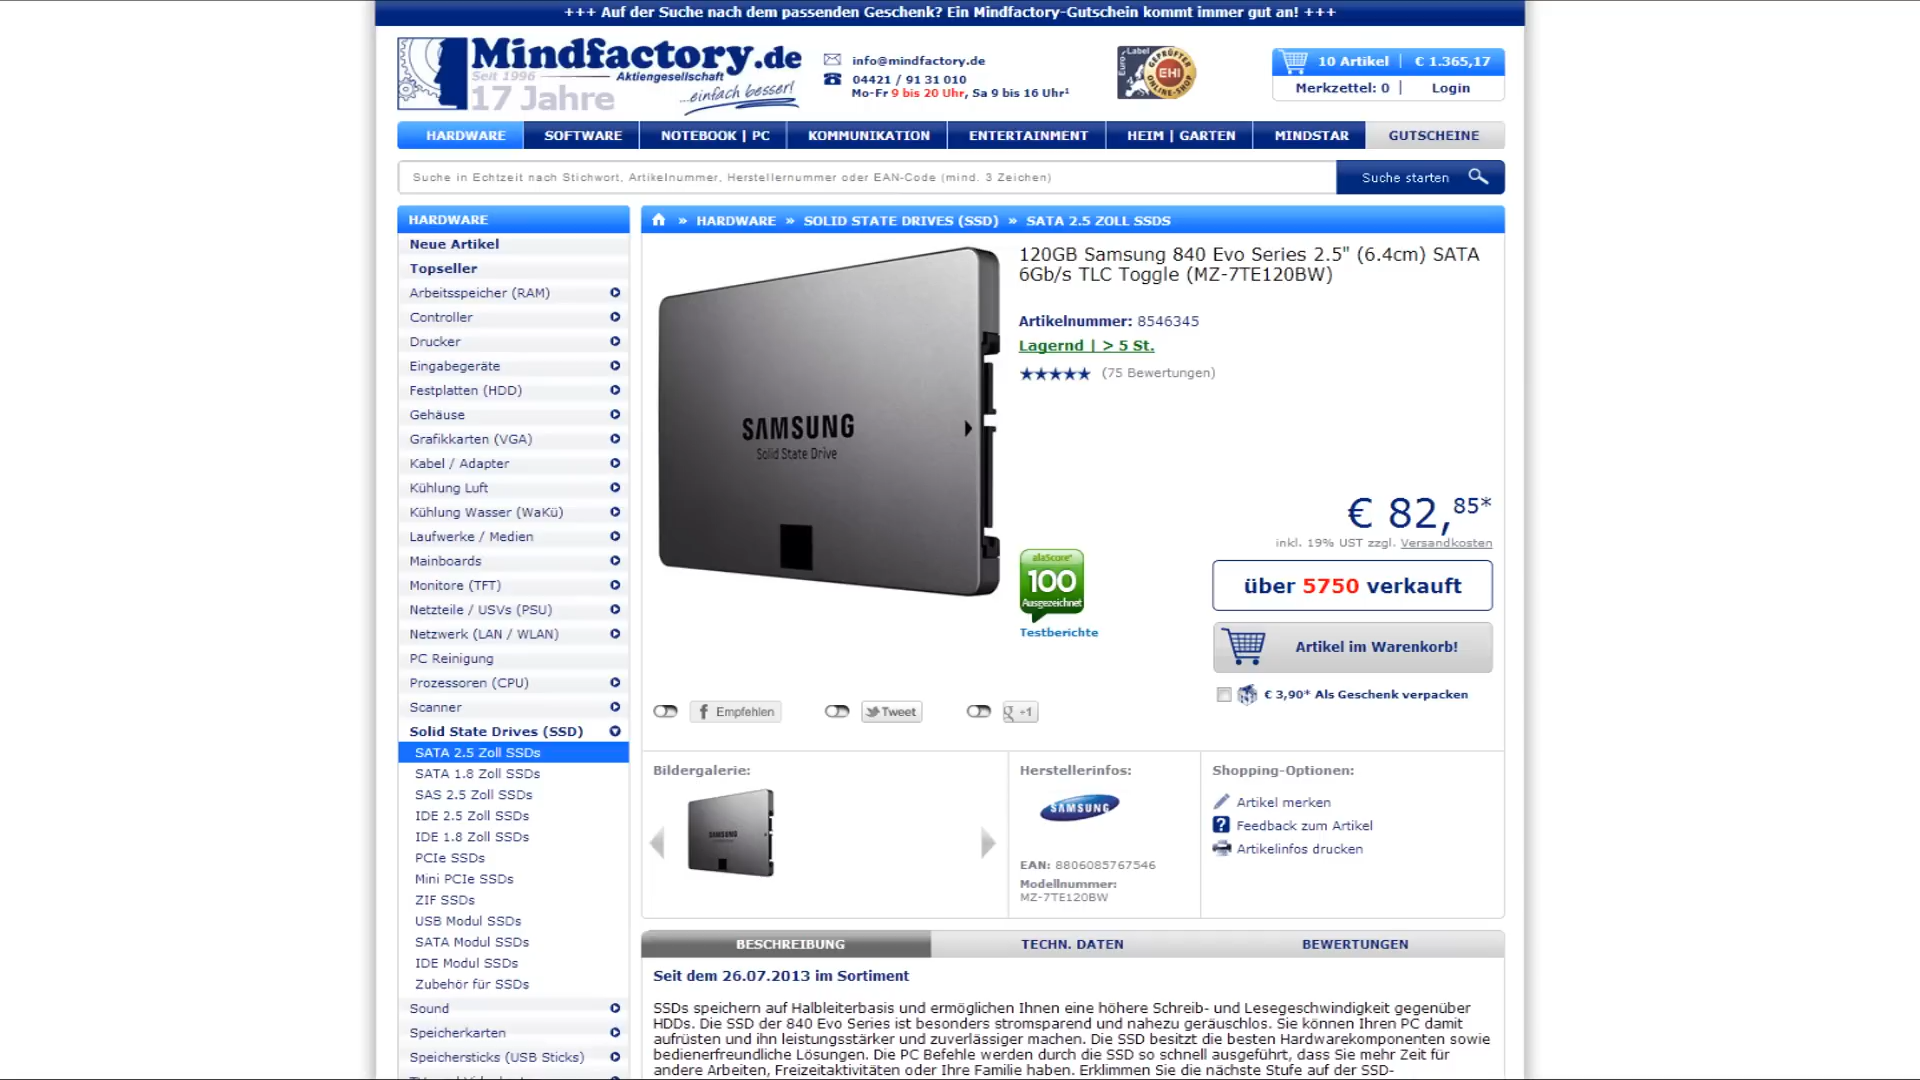 +++ Auf der Suche nach dem passenden Geschenk? Ein Mindfactory-Gutschein kommt immer gut an! +++
Mindfactory.de
Seit 1996
Aktiengesellschaft
17 Jahre
...einfach besser!
info@mindfactory.de
04421 / 91 31 010
Mo-Fr 9 bis 20 Uhr, Sa 9 bis 16 Uhr¹
Euro-Label
GEPRÜFTER
EHI
ONLINE-SHOP
10 Artikel | € 1.365,17
Merkzettel: 0 | Login
HARDWARE
SOFTWARE
NOTEBOOK | PC
KOMMUNIKATION
ENTERTAINMENT
HEIM | GARTEN
MINDSTAR
GUTSCHEINE
Suche in Echtzeit nach Stichwort, Artikelnummer, Herstellernummer oder EAN-Code (mind. 3 Zeichen)
Suche starten
HARDWARE
Neue Artikel
Topseller
Arbeitsspeicher (RAM)
Controller
Drucker
Eingabegeräte
Festplatten (HDD)
Gehäuse
Grafikkarten (VGA)
Kabel / Adapter
Kühlung Luft
Kühlung Wasser (WaKü)
Laufwerke / Medien
Mainboards
Monitore (TFT)
Netzteile / USVs (PSU)
Netzwerk (LAN / WLAN)
PC Reinigung
Prozessoren (CPU)
Scanner
Solid State Drives (SSD)
SATA 2.5 Zoll SSDs
SATA 1.8 Zoll SSDs
SAS 2.5 Zoll SSDs
IDE 2.5 Zoll SSDs
IDE 1.8 Zoll SSDs
PCIe SSDs
Mini PCIe SSDs
ZIF SSDs
USB Modul SSDs
SATA Modul SSDs
IDE Modul SSDs
Zubehör für SSDs
Sound
Speicherkarten
Speichersticks (USB Sticks)
» HARDWARE » SOLID STATE DRIVES (SSD) » SATA 2.5 ZOLL SSDS
SAMSUNG
Solid State Drive
120GB Samsung 840 Evo Series 2.5" (6.4cm) SATA
6Gb/s TLC Toggle (MZ-7TE120BW)
Artikelnummer: 8546345
Lagernd | > 5 St.
(75 Bewertungen)
€ 82,85*
inkl. 19% UST zzgl. Versandkosten
alaScore
100
Ausgezeichnet
Testberichte
über 5750 verkauft
Artikel im Warenkorb!
€ 3,90* Als Geschenk verpacken
Empfehlen
Tweet
g +1
Bildergalerie:
SAMSUNG
Herstellerinfos:
SAMSUNG
EAN: 8806085767546
Modellnummer:
MZ-7TE120BW
Shopping-Optionen:
Artikel merken
Feedback zum Artikel
Artikelinfos drucken
BESCHREIBUNG
TECHN. DATEN
BEWERTUNGEN
Seit dem 26.07.2013 im Sortiment
SSDs speichern auf Halbleiterbasis und ermöglichen Ihnen eine höhere Schreib- und Lesegeschwindigkeit gegenüber
HDDs. Die SSD der 840 Evo Series ist besonders stromsparend und nahezu geräuschlos. Sie können Ihren PC damit
aufrüsten und ihn leistungsstärker und zuverlässiger machen. Die SSD besitzt die besten Hardwarekomponenten sowie
bedienerfreundliche Lösungen. Die PC Befehle werden durch die SSD so schnell ausgeführt, dass Sie mehr Zeit für
andere Arbeiten, Freizeitaktivitäten oder Ihre Familie haben. Erklimmen Sie die nächste Stufe auf der SSD-